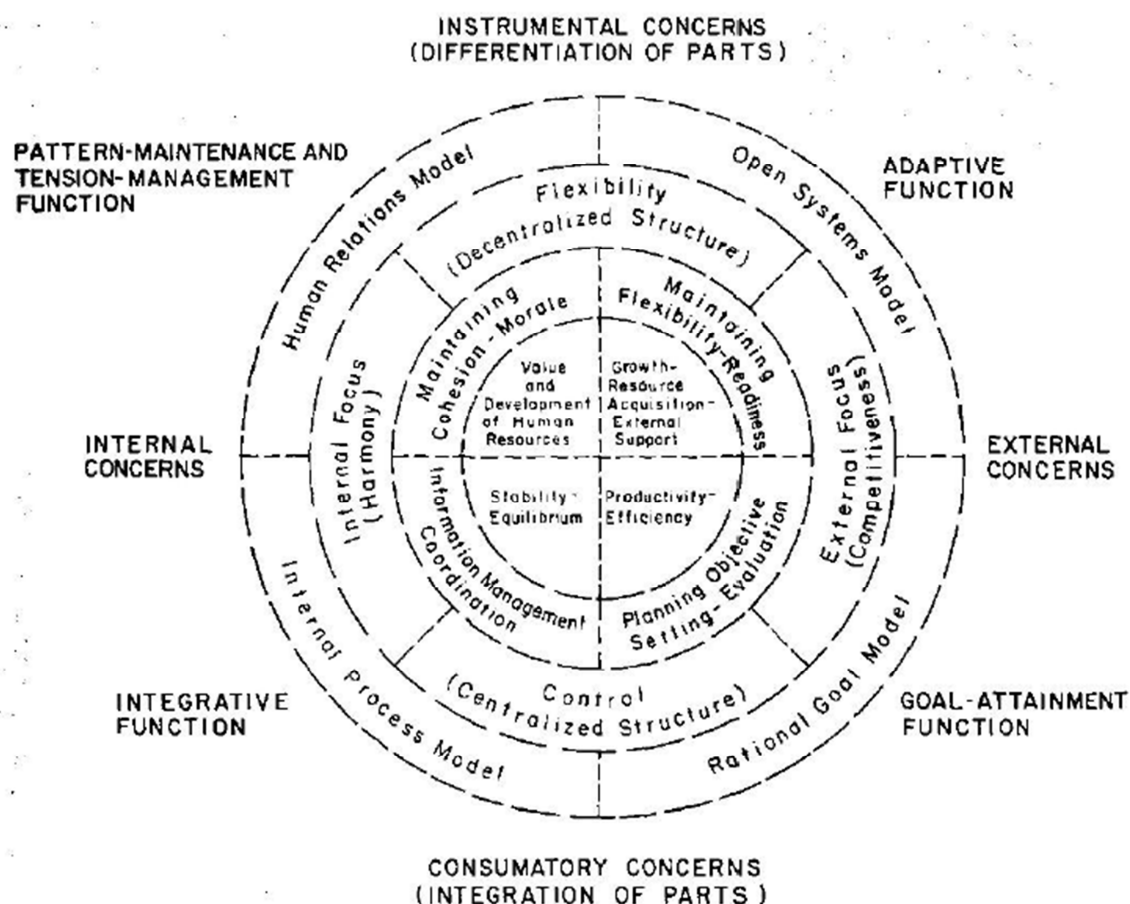 INSTRUMENTAL CONCERNS
(DIFFERENTIATION OF PARTS)
PATTERN-MAINTENANCE AND
TENSION-MANAGEMENT
FUNCTION
ADAPTIVE
FUNCTION
Human Relations Model
Open Systems Model
Flexibility
(Decentralized Structure)
Maintaining
Cohesion-Morale
Maintaining
Flexibility-Readiness
Value
and
Development
of Human
Resources
Growth-
Resource
Acquisition-
External
Support
INTERNAL
CONCERNS
Internal Focus
(Harmony)
External Focus
(Competitiveness)
EXTERNAL
CONCERNS
Stability-
Equilibrium
Productivity-
Efficiency
Information Management
Coordination
Planning Objective
Setting-Evaluation
Control
(Centralized Structure)
Internal Process Model
Rational Goal Model
INTEGRATIVE
FUNCTION
GOAL-ATTAINMENT
FUNCTION
CONSUMATORY CONCERNS
(INTEGRATION OF PARTS)